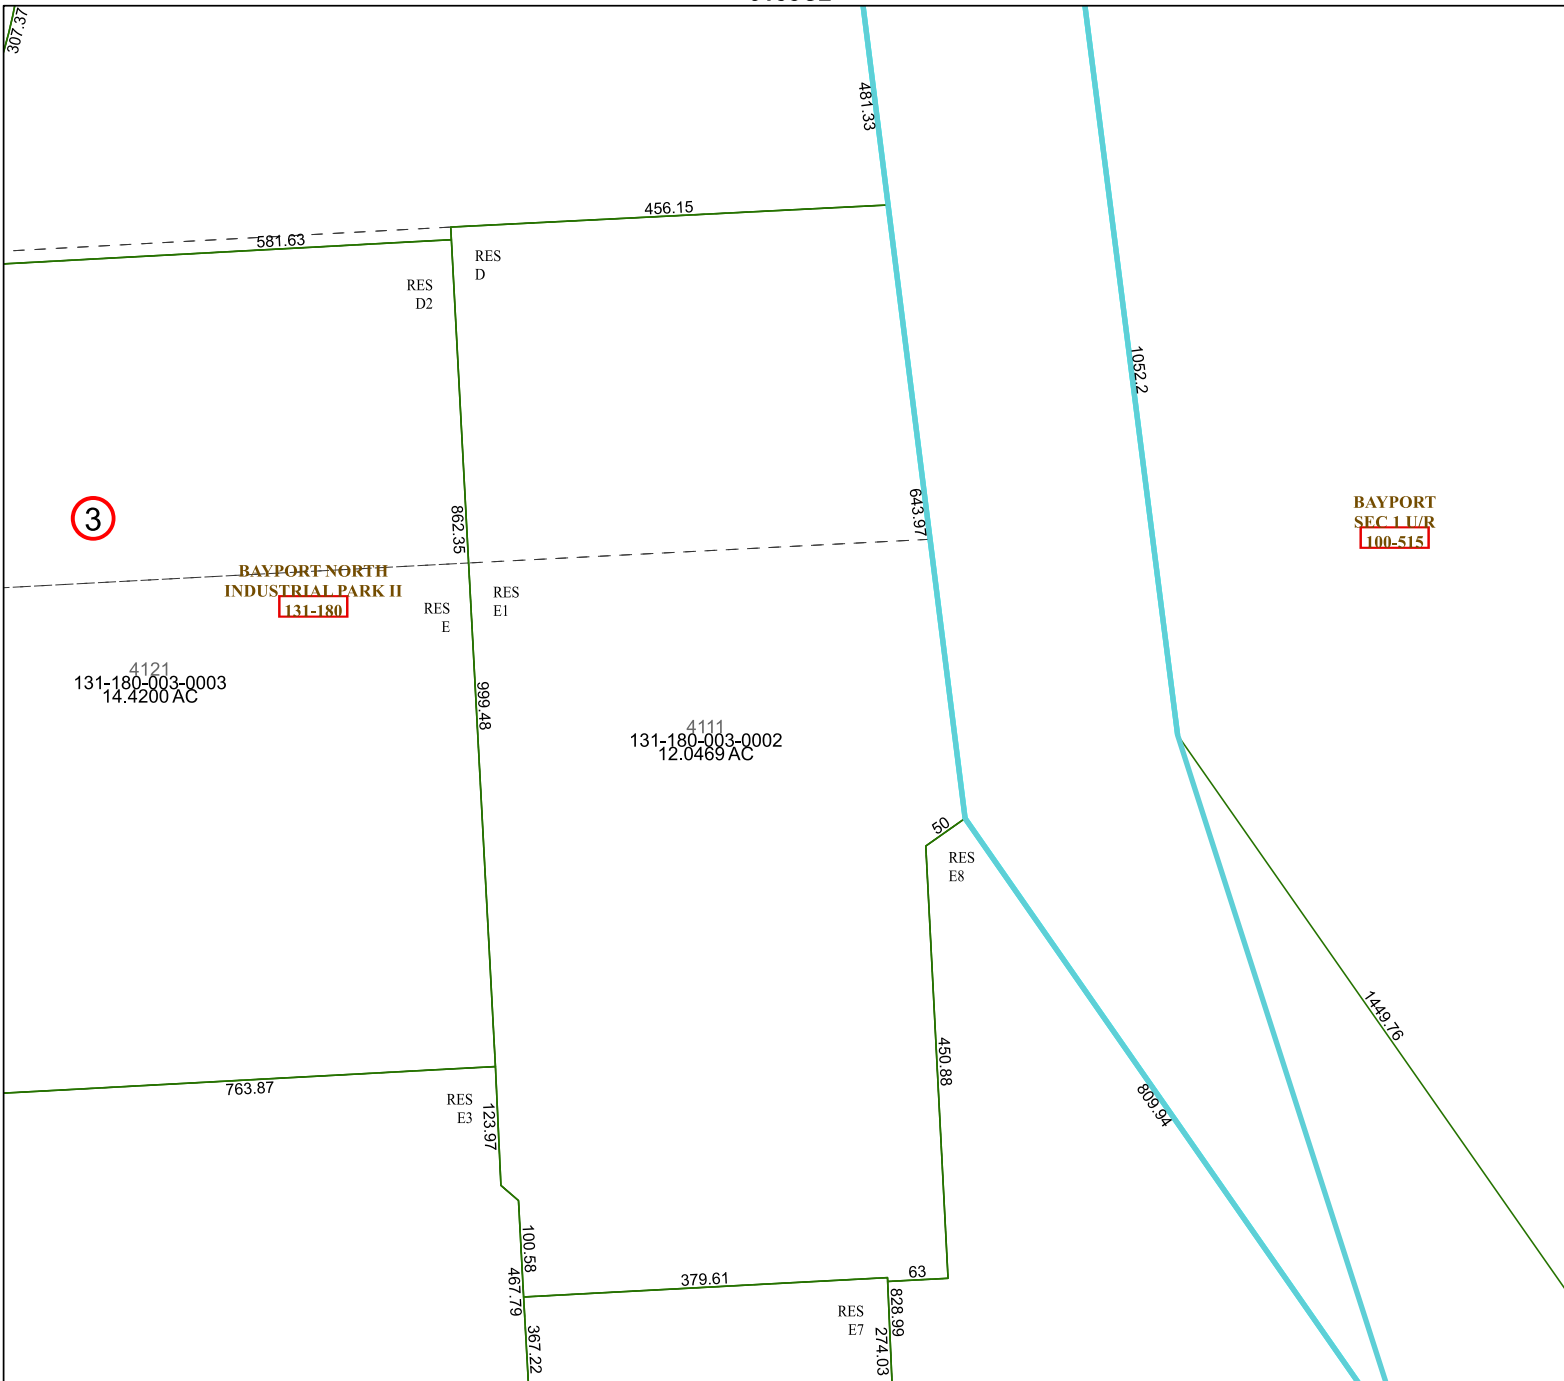 307.37
481.33
456.15
581.63
RES
D
RES
D2
1052.2
643.97
862.35
3
BAYPORT
SEC 1 U/R
100-515
BAYPORT NORTH
INDUSTRIAL PARK II
131-180
RES
E
RES
E1
4121
131-180-003-0003
14.4200 AC
999.48
4111
131-180-003-0002
12.0469 AC
50
RES
E8
1449.76
450.88
809.94
763.87
RES
E3
123.97
100.58
467.79
379.61
63
828.99
RES
E7
274.03
367.22